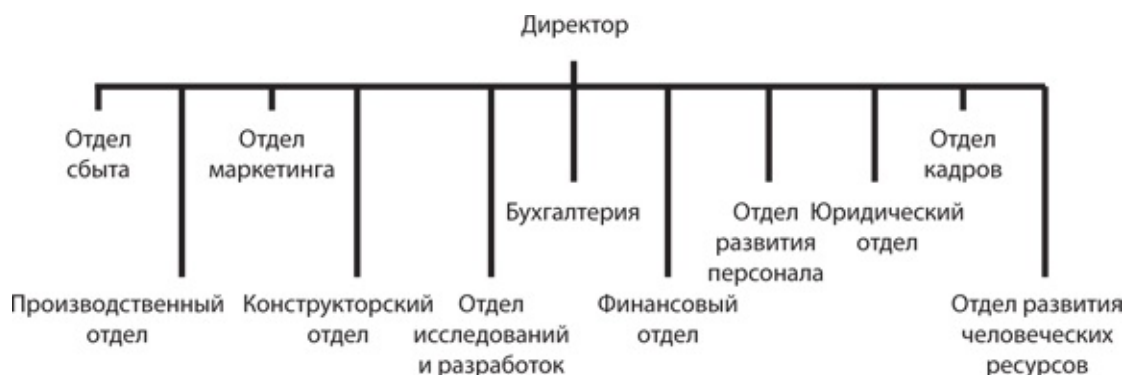 Директор
Отдел
сбыта
Отдел
маркетинга
Отдел
кадров
Бухгалтерия
Отдел
развития
персонала
Юридический
отдел
Производственный
отдел
Конструкторский
отдел
Отдел
исследований
и разработок
Финансовый
отдел
Отдел развития
человеческих
ресурсов